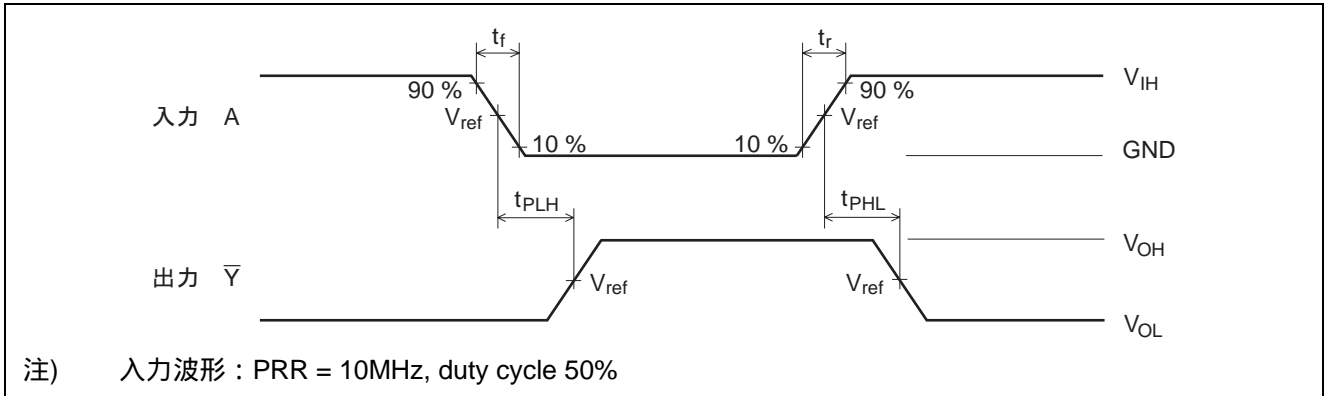 tf tr
90 % 90 % VIH
入力 A Vref Vref
10 % 10 % GND
tPLH tPHL
VOH
出力 Y̅ Vref Vref
VOL
注) 入力波形：PRR = 10MHz, duty cycle 50%